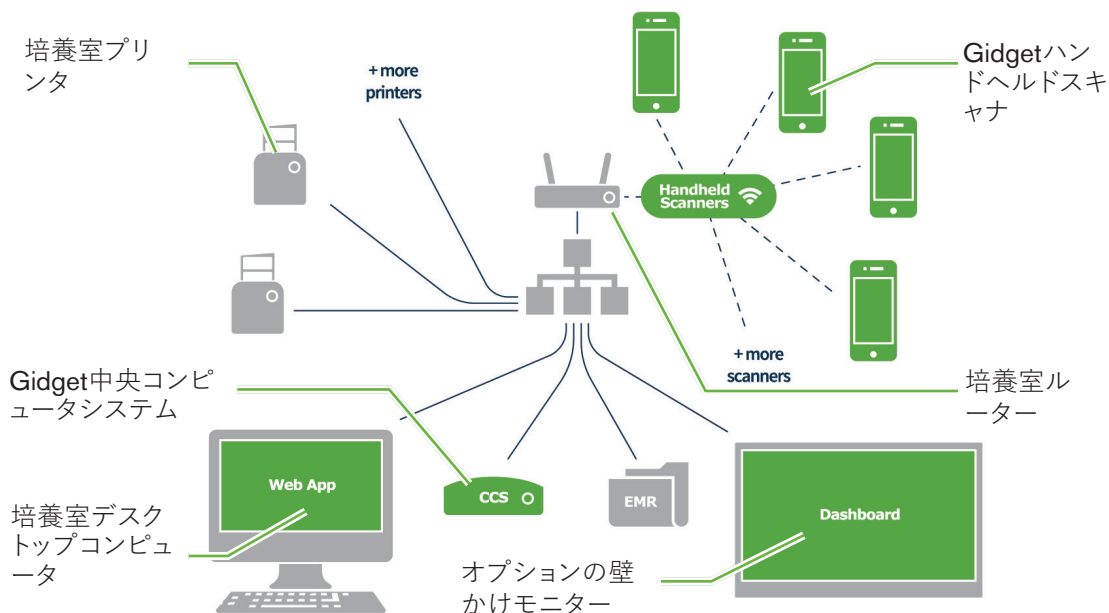 培養室プリ
ンタ
+ more
printers
Gidgetハン
ドヘルドスキ
ャナ
Handheld
Scanners
+ more
scanners
培養室ル
ーター
Gidget中央コンピ
ュータシステム
Web App
CCS
EMR
Dashboard
培養室デスク
トップコンピュ
ータ
オプションの壁
かけモニター